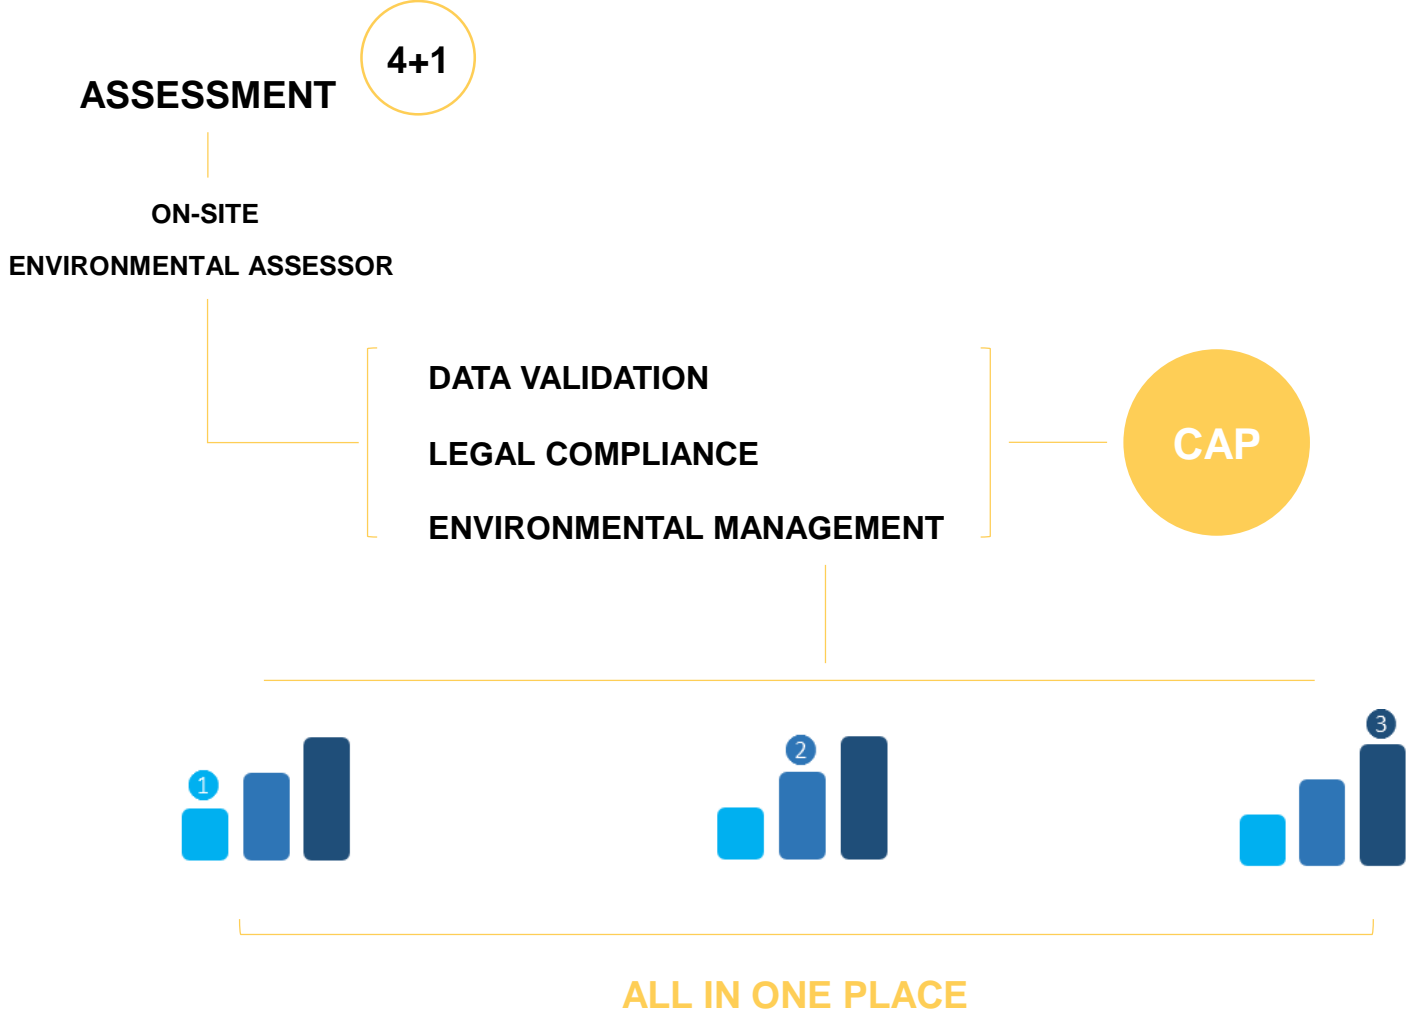 4+1
ASSESSMENT
ON-SITE
ENVIRONMENTAL ASSESSOR
DATA VALIDATION
LEGAL COMPLIANCE
ENVIRONMENTAL MANAGEMENT
CAP
1
2
3
ALL IN ONE PLACE